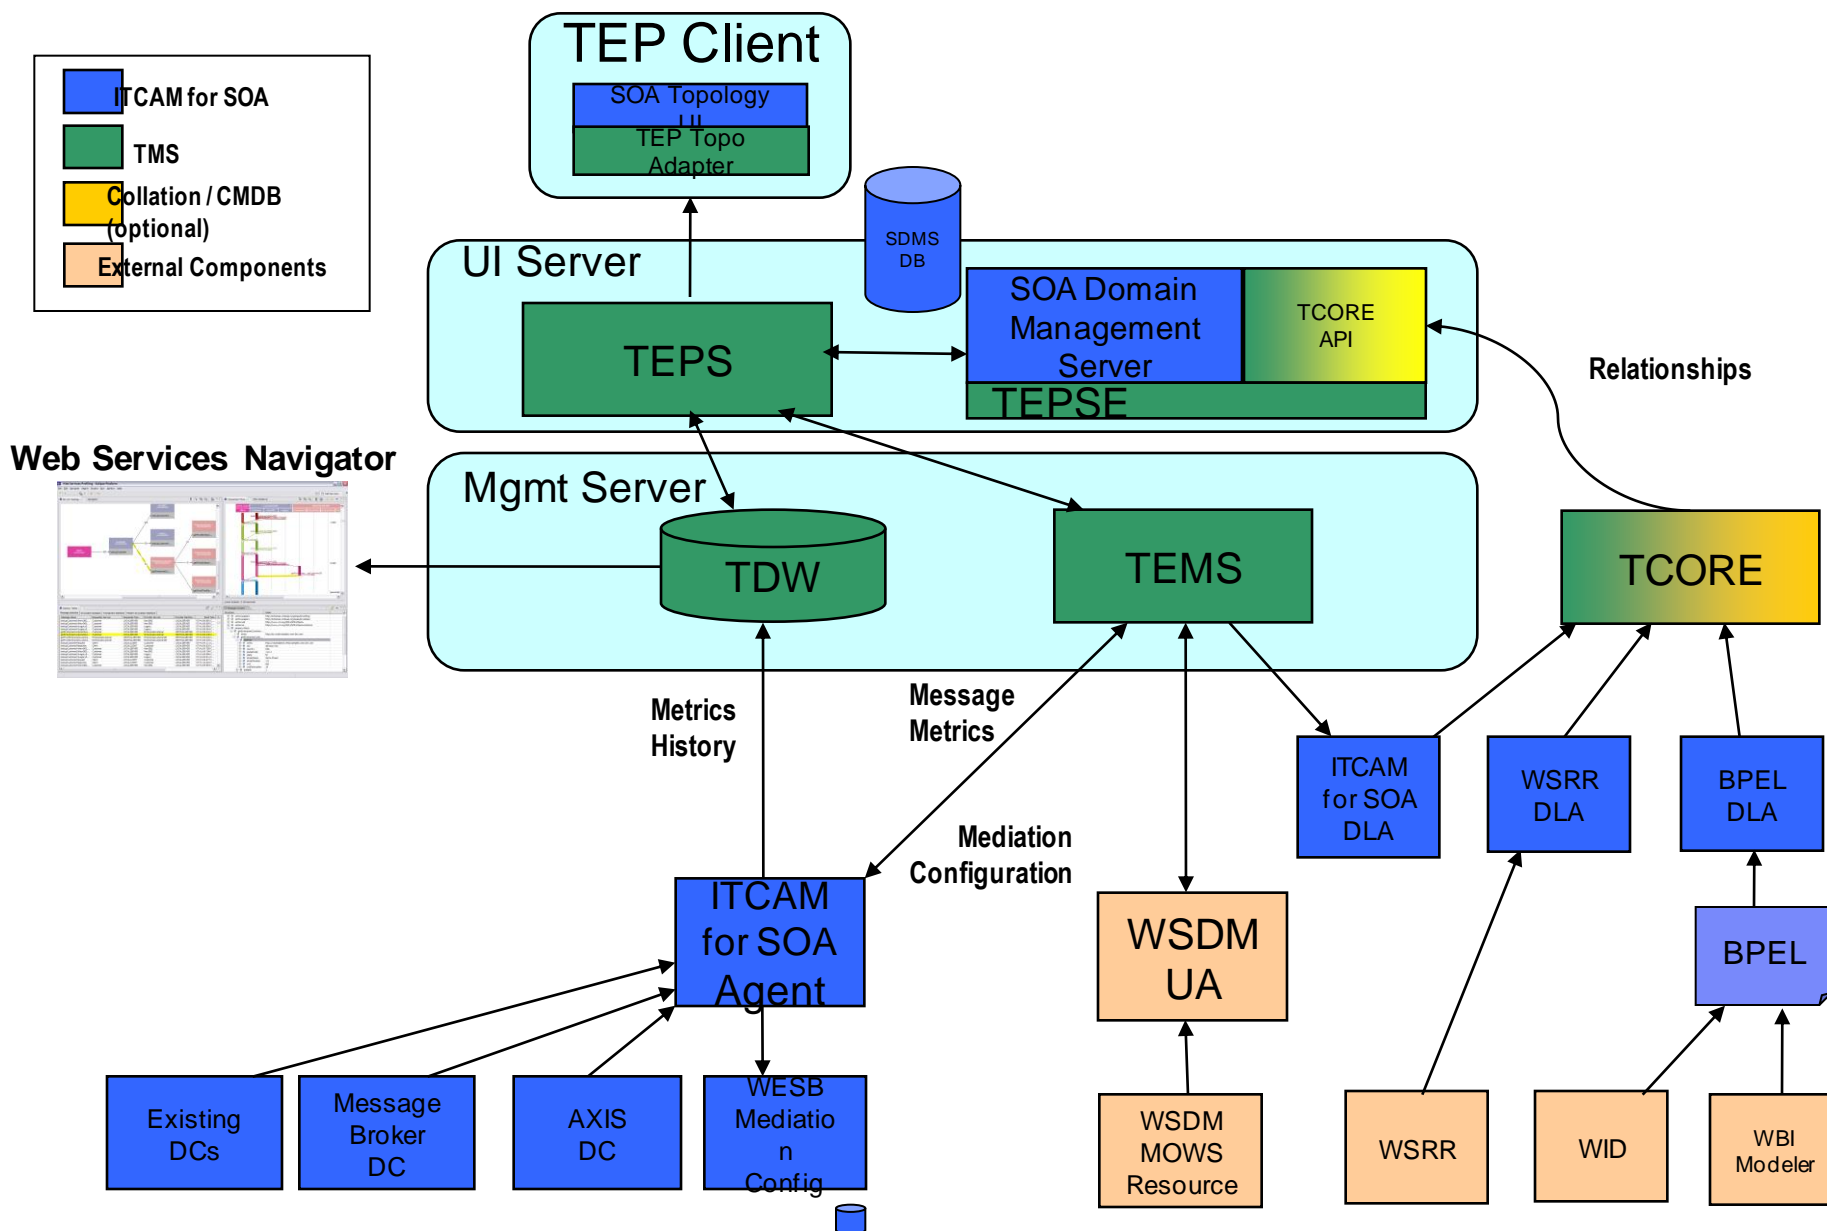 TEP Client
SOA Topology
UI
TEP Topo
Adapter
ITCAM for SOA
TMS
Collation / CMDB
(optional)
External Components
UI Server
SDMS
DB
TEPS
SOA Domain
Management
Server
TCORE
API
TEPSE
Relationships
Web Services Navigator
Mgmt Server
TDW
TEMS
TCORE
Metrics
History
Message
Metrics
Mediation
Configuration
ITCAM
for SOA
DLA
WSRR
DLA
BPEL
DLA
ITCAM
for SOA
Agent
WSDM
UA
BPEL
Existing
DCs
Message
Broker
DC
AXIS
DC
WESB
Mediatio
n
Config
WSDM
MOWS
Resource
WSRR
WID
WBI
Modeler